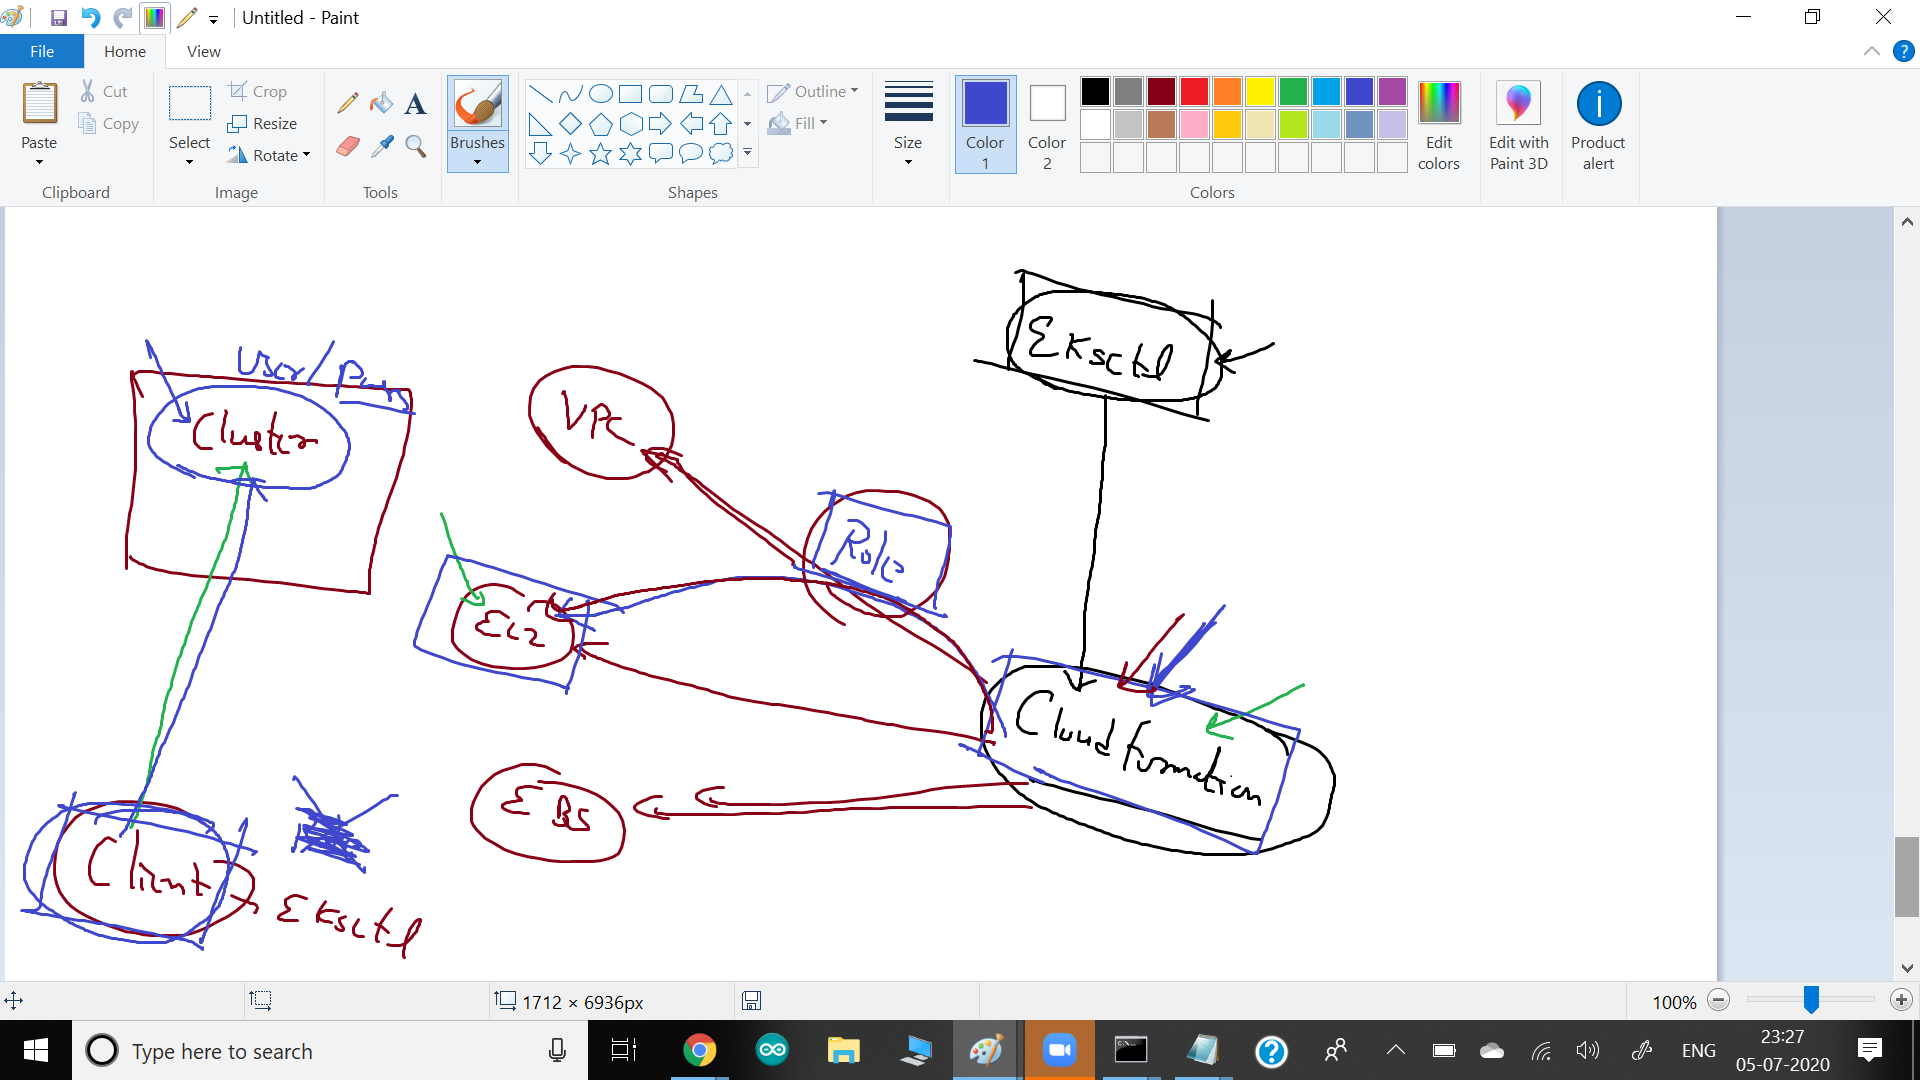 Untitled - Paint
File
Home
View
Paste
Cut
Copy
Clipboard
Select
Crop
Resize
Rotate
Image
Tools
A
Brushes
Shapes
Outline
Fill
Size
Color 1
Color 2
Edit colors
Colors
Edit with Paint 3D
Product alert
Eksctl
User/
Cluster
VPC
Role
EC2
Cloud Formation
EBS
Client
Eksctl
1712 × 6936px
100%
Type here to search
ENG
23:27
05-07-2020